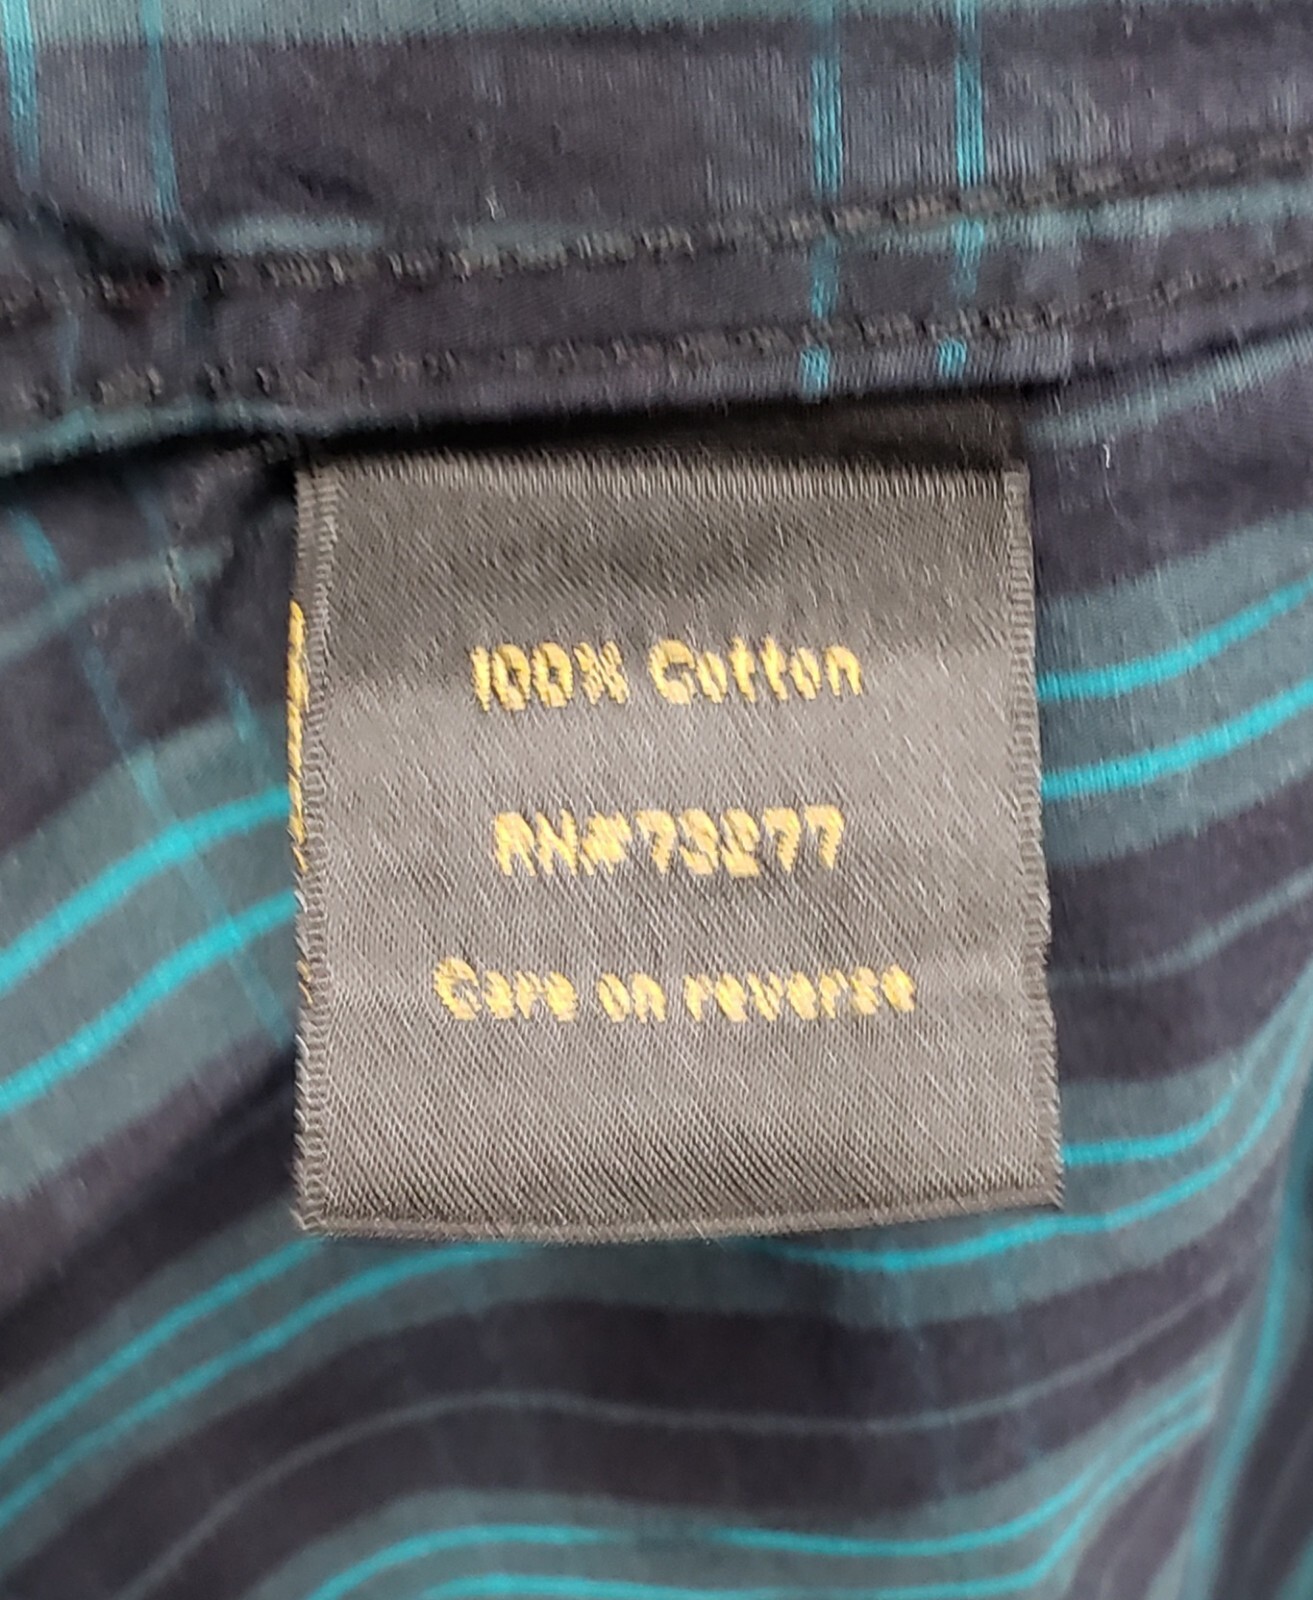 100% Cotton
RN#73277
Care on reverse